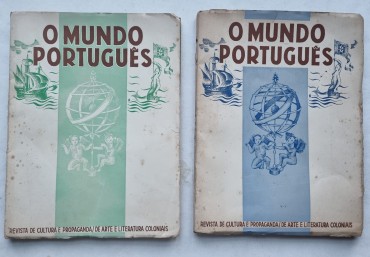 O MUNDO
PORTUGUÊS
REVISTA DE CULTURA E PROPAGANDA / DE ARTE E LITERATURA COLONIAIS
O MUNDO
PORTUGUÊS
REVISTA DE CULTURA E PROPAGANDA / DE ARTE E LITERATURA COLONIAIS